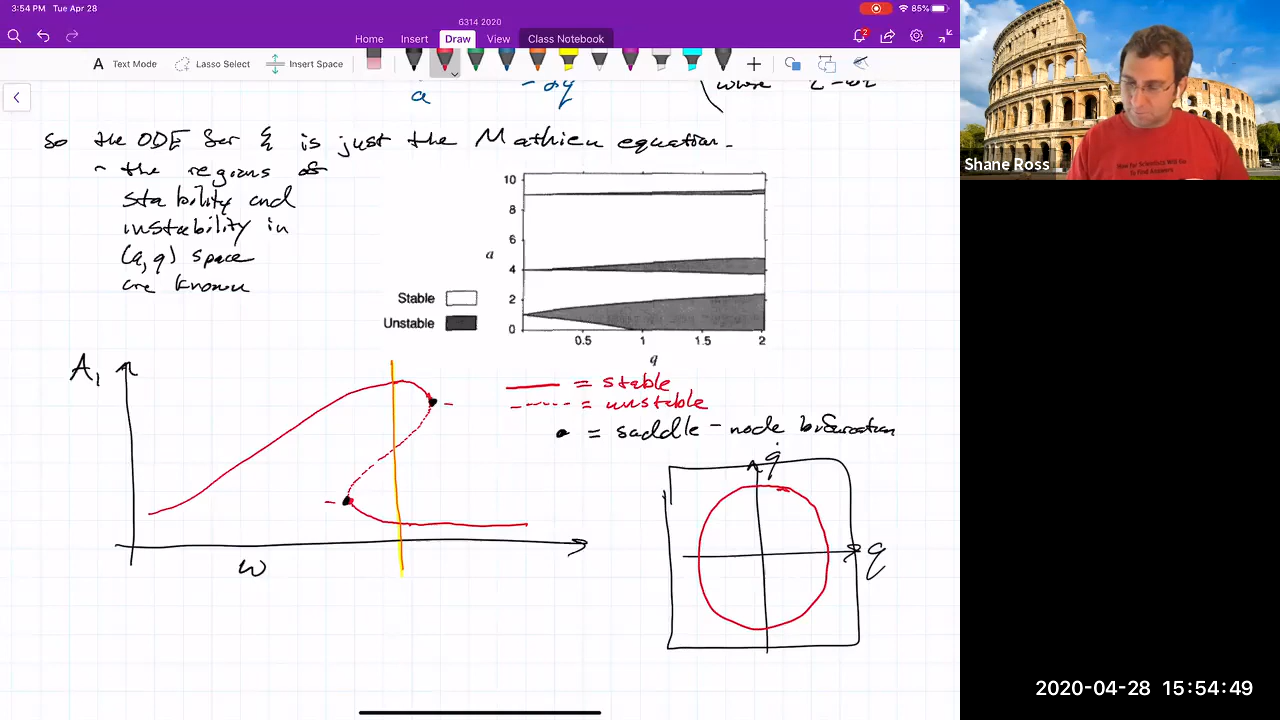 3:54 PM Tue Apr 28
85%
6314 2020
Home Insert Draw View Class Notebook
2
A Text Mode Lasso Select Insert Space
a
where
So the ODE for ξ is just the Mathieu equation.
- the regions of
stability and
instability in
(a, q) space
are known
10
8
6
a
4
2
0
0.5 1 1.5 2
q
Stable
Unstable
A₁
ω
= stable
= unstable
• = saddle-node bifurcation
q̇
q
Shane Ross
2020-04-28 15:54:49